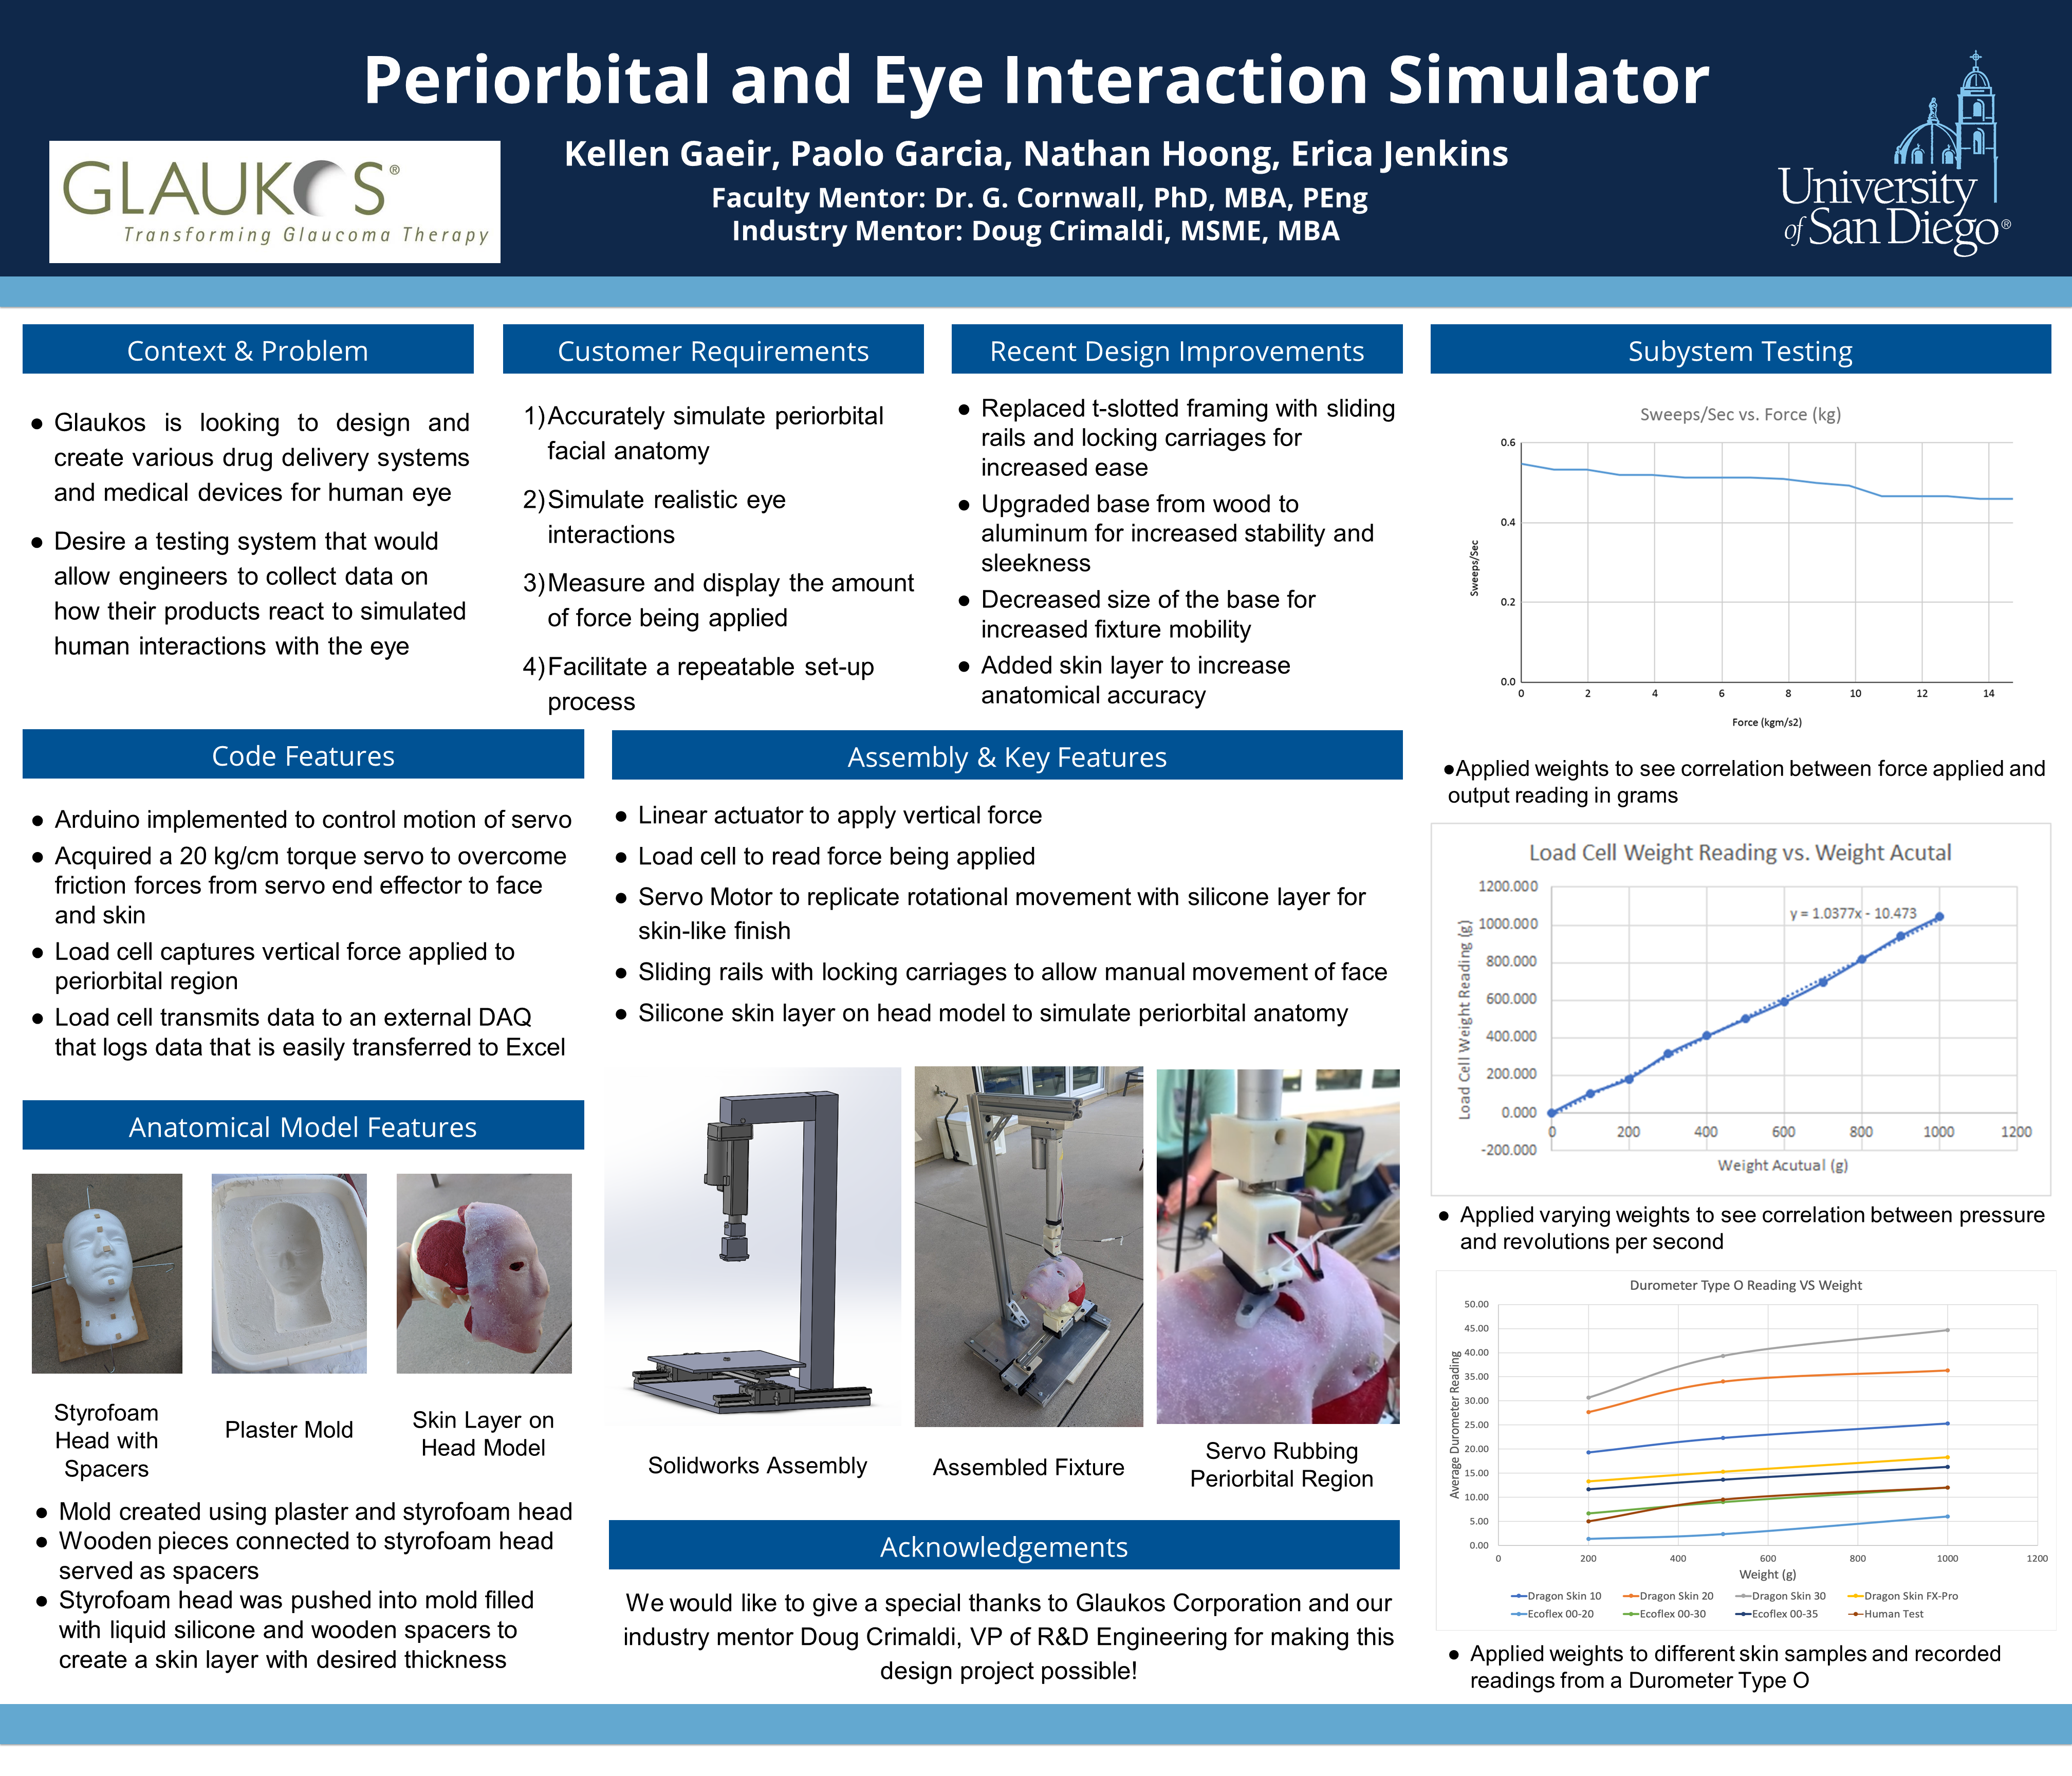 Periorbital and Eye Interaction Simulator
GLAUKOS®
Transforming Glaucoma Therapy
Kellen Gaeir, Paolo Garcia, Nathan Hoong, Erica Jenkins
Faculty Mentor: Dr. G. Cornwall, PhD, MBA, PEng
Industry Mentor: Doug Crimaldi, MSME, MBA
University
of San Diego®
Context & Problem
● Glaukos is looking to design and
create various drug delivery systems
and medical devices for human eye
● Desire a testing system that would
allow engineers to collect data on
how their products react to simulated
human interactions with the eye
Customer Requirements
1)Accurately simulate periorbital
facial anatomy
2)Simulate realistic eye
interactions
3)Measure and display the amount
of force being applied
4)Facilitate a repeatable set-up
process
Recent Design Improvements
● Replaced t-slotted framing with sliding
rails and locking carriages for
increased ease
● Upgraded base from wood to
aluminum for increased stability and
sleekness
● Decreased size of the base for
increased fixture mobility
● Added skin layer to increase
anatomical accuracy
Code Features
● Arduino implemented to control motion of servo
● Acquired a 20 kg/cm torque servo to overcome
friction forces from servo end effector to face
and skin
● Load cell captures vertical force applied to
periorbital region
● Load cell transmits data to an external DAQ
that logs data that is easily transferred to Excel
Anatomical Model Features
Styrofoam
Head with
Spacers
Plaster Mold
Skin Layer on
Head Model
● Mold created using plaster and styrofoam head
● Wooden pieces connected to styrofoam head
served as spacers
● Styrofoam head was pushed into mold filled
with liquid silicone and wooden spacers to
create a skin layer with desired thickness
Assembly & Key Features
● Linear actuator to apply vertical force
● Load cell to read force being applied
● Servo Motor to replicate rotational movement with silicone layer for
skin-like finish
● Sliding rails with locking carriages to allow manual movement of face
● Silicone skin layer on head model to simulate periorbital anatomy
Solidworks Assembly
Assembled Fixture
Servo Rubbing
Periorbital Region
Acknowledgements
We would like to give a special thanks to Glaukos Corporation and our
industry mentor Doug Crimaldi, VP of R&D Engineering for making this
design project possible!
Subystem Testing
Sweeps/Sec vs. Force (kg)
Sweeps/Sec
0.6
0.4
0.2
0.0
0 2 4 6 8 10 12 14
Force (kgm/s2)
●Applied weights to see correlation between force applied and
output reading in grams
Load Cell Weight Reading vs. Weight Acutal
Load Cell Weight Reading (g)
1200.000
1000.000
800.000
600.000
400.000
200.000
0.000
-200.000
y = 1.0377x - 10.473
0 200 400 600 800 1000 1200
Weight Acutual (g)
● Applied varying weights to see correlation between pressure
and revolutions per second
Durometer Type O Reading VS Weight
Average Durometer Reading
50.00
45.00
40.00
35.00
30.00
25.00
20.00
15.00
10.00
5.00
0.00
0 200 400 600 800 1000 1200
Weight (g)
Dragon Skin 10 Dragon Skin 20 Dragon Skin 30 Dragon Skin FX-Pro
Ecoflex 00-20 Ecoflex 00-30 Ecoflex 00-35 Human Test
● Applied weights to different skin samples and recorded
readings from a Durometer Type O